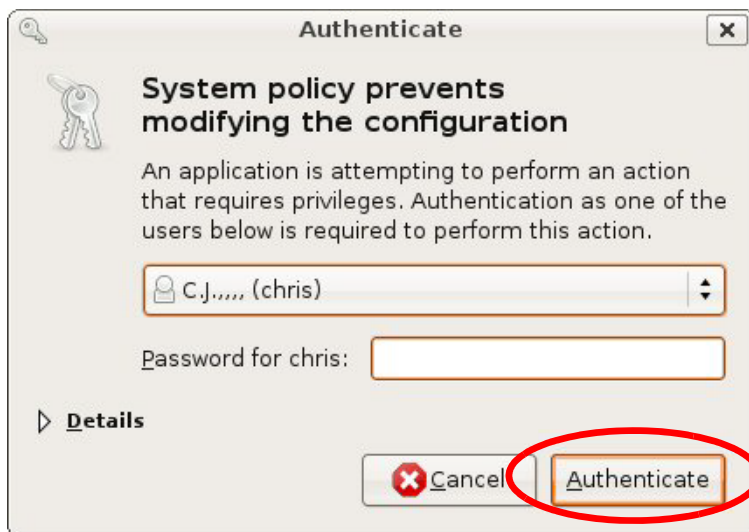 Authenticate
System policy prevents
modifying the configuration
An application is attempting to perform an action
that requires privileges. Authentication as one of the
users below is required to perform this action.
C.J.,,,,, (chris)
Password for chris:
Details
Cancel Authenticate